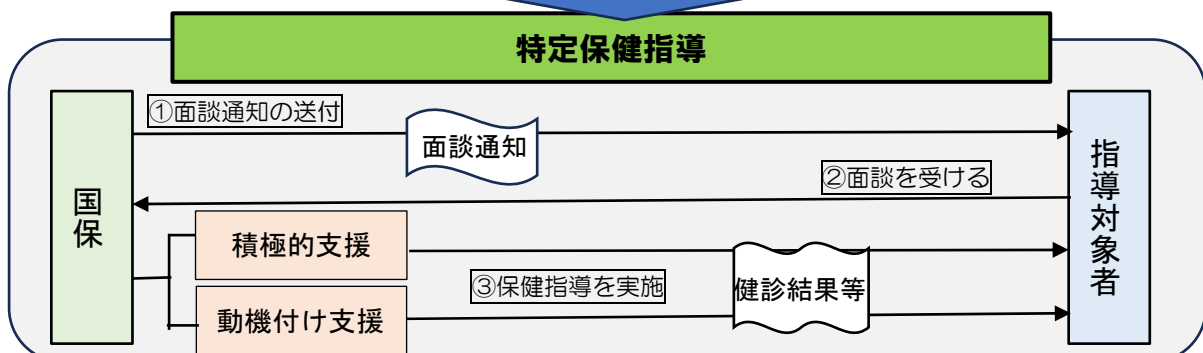 特定保健指導
①面談通知の送付
面談通知
②面談を受ける
国保
指導対象者
積極的支援
③保健指導を実施
健診結果等
動機付け支援